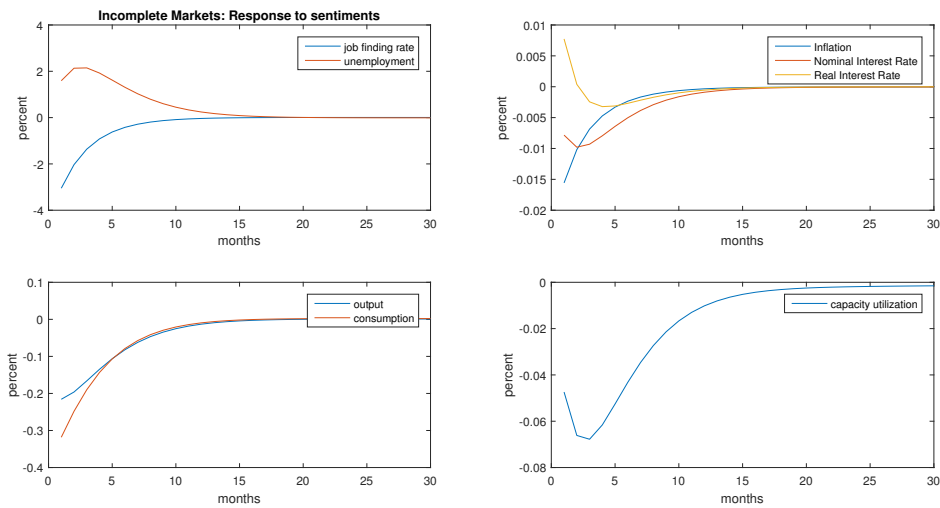 Incomplete Markets: Response to sentiments
4
2
0
-2
-4
percent
0 5 10 15 20 25 30
months
job finding rate
unemployment
0.01
0.005
0
-0.005
-0.01
-0.015
-0.02
percent
0 5 10 15 20 25 30
months
Inflation
Nominal Interest Rate
Real Interest Rate
0.1
0
-0.1
-0.2
-0.3
-0.4
percent
0 5 10 15 20 25 30
months
output
consumption
0
-0.02
-0.04
-0.06
-0.08
percent
0 5 10 15 20 25 30
months
capacity utilization